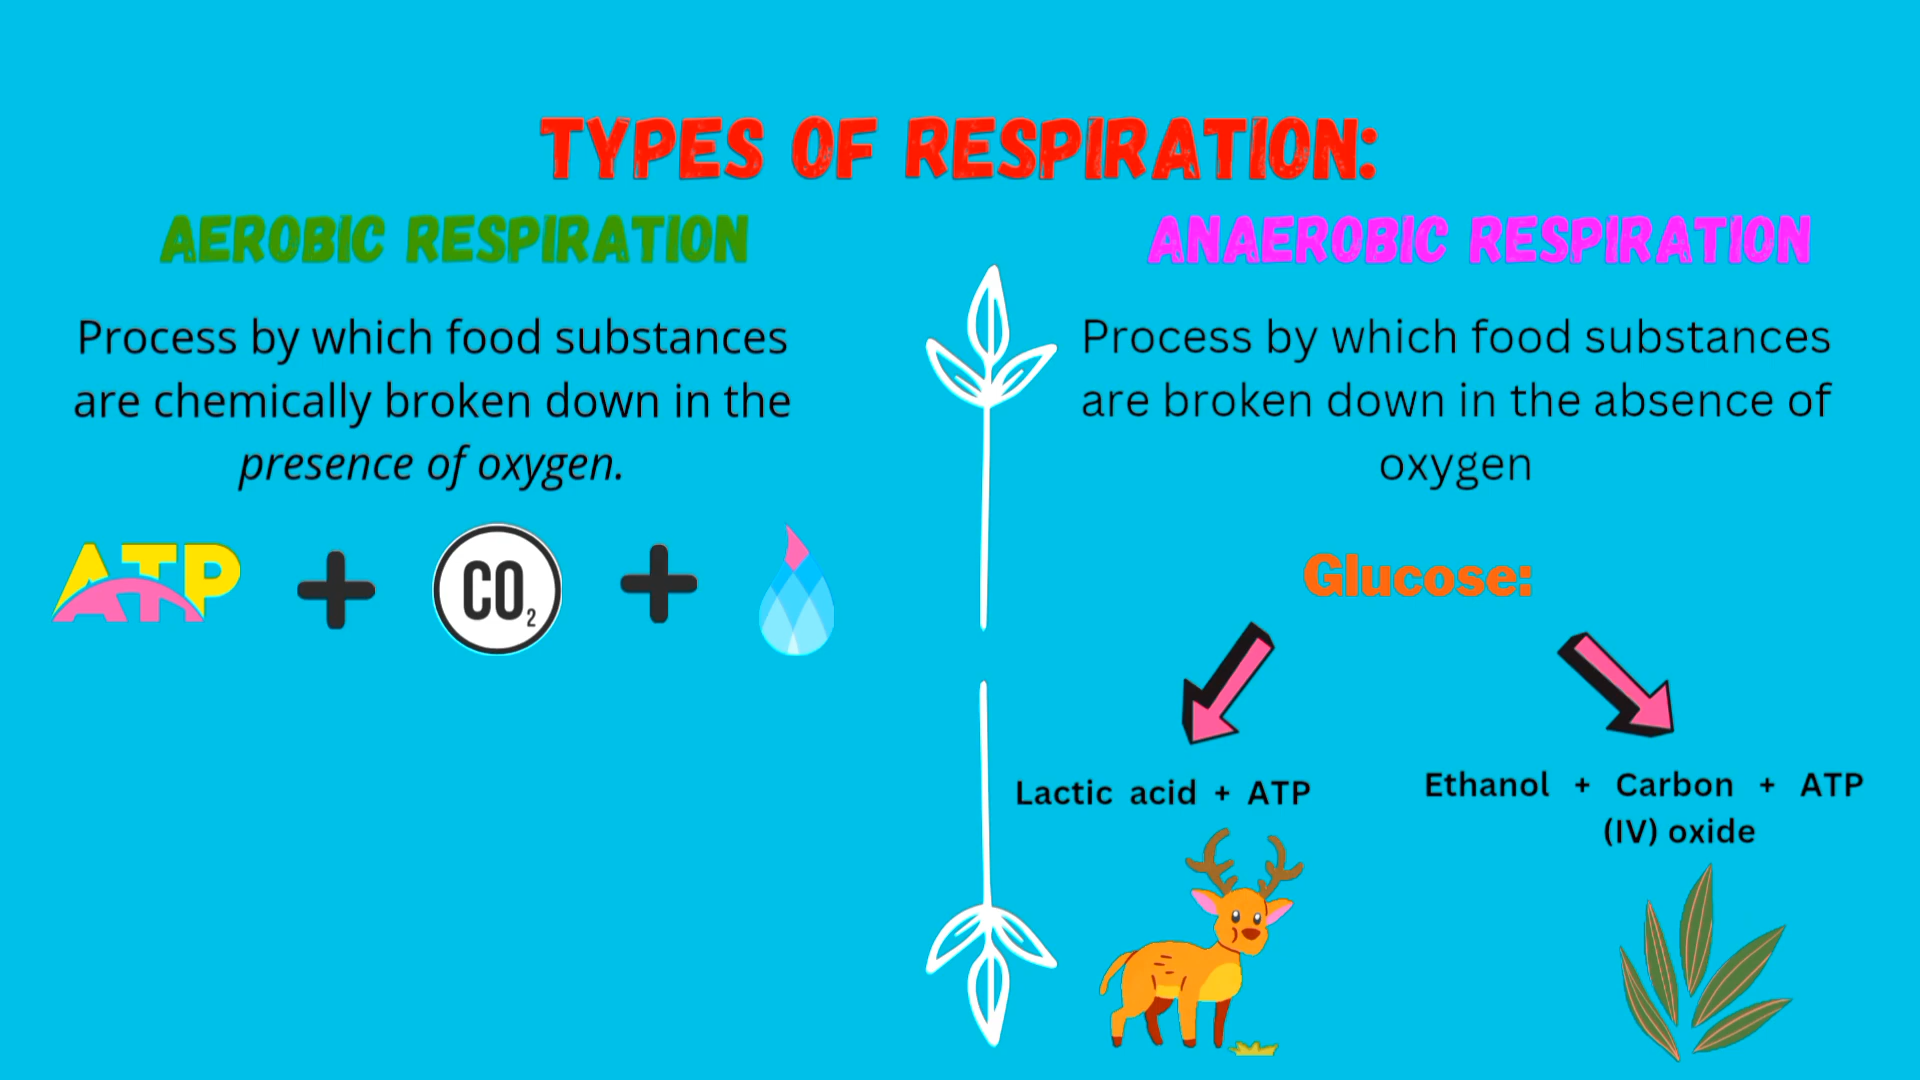 TYPES OF RESPIRATION:
AEROBIC RESPIRATION
Process by which food substances
are chemically broken down in the
presence of oxygen.
ATP + CO₂ +
ANAEROBIC RESPIRATION
Process by which food substances
are broken down in the absence of
oxygen
Glucose:
Lactic acid + ATP
Ethanol + Carbon + ATP
(IV) oxide